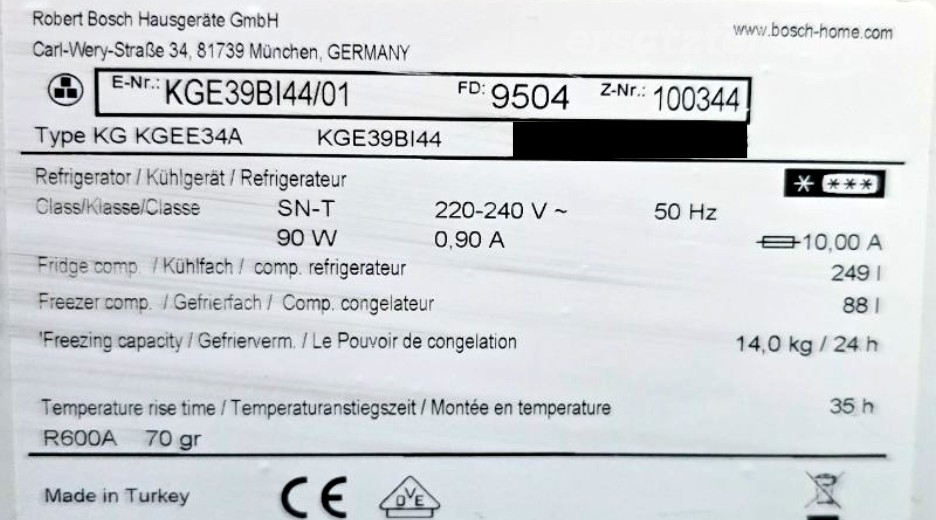 Robert Bosch Hausgeräte GmbH
www.bosch-home.com
Carl-Wery-Straße 34, 81739 München, GERMANY
E-Nr.: KGE39BI44/01 FD: 9504 Z-Nr.: 100344
Type KG KGEE34A KGE39BI44
Refrigerator / Kühlgerät / Refrigerateur
Class/Klasse/Classe SN-T 220-240 V ~ 50 Hz
90 W 0,90 A 10,00 A
Fridge comp. / Kühlfach / comp. refrigerateur 249 l
Freezer comp. / Gefrierfach / Comp. congelateur 88 l
'Freezing capacity / Gefrierverm. / Le Pouvoir de congelation 14,0 kg / 24 h
Temperature rise time / Temperaturanstiegszeit / Montée en temperature 35 h
R600A 70 gr
Made in Turkey CE DVE